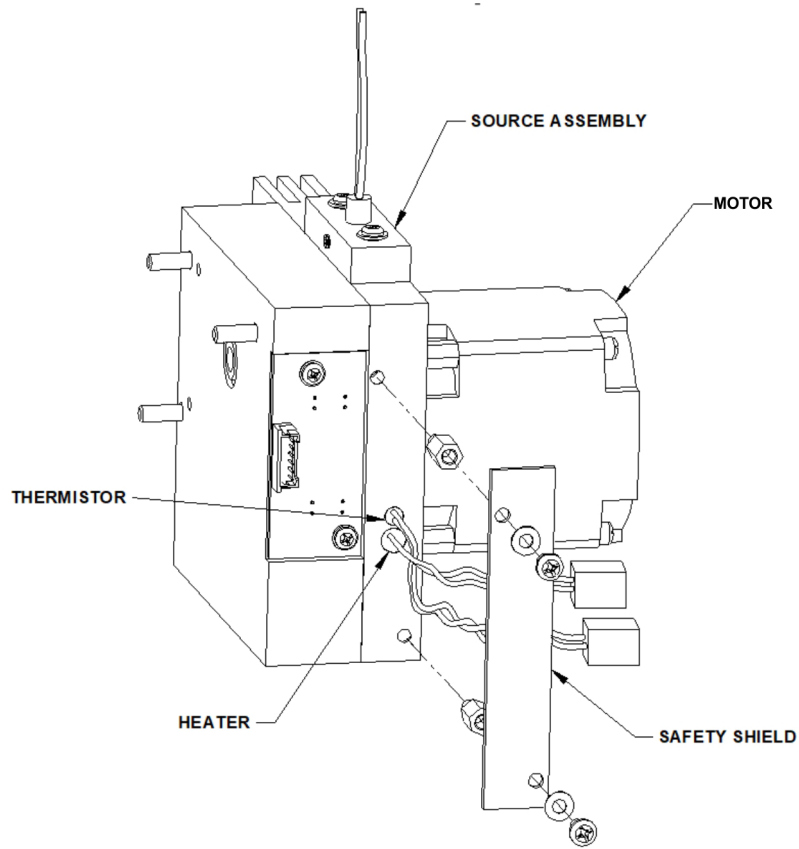 SOURCE ASSEMBLY
MOTOR
THERMISTOR
HEATER
SAFETY SHIELD